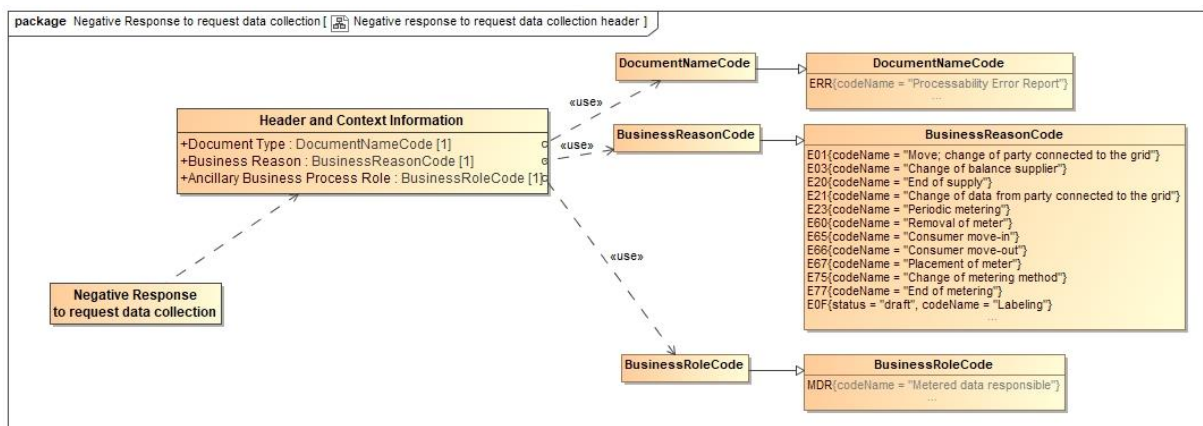 package Negative Response to request data collection [ Negative response to request data collection header ]
DocumentNameCode
DocumentNameCode
ERR{codeName = "Processability Error Report"}
...
«use»
Header and Context Information
+Document Type : DocumentNameCode [1]
+Business Reason : BusinessReasonCode [1]
+Ancillary Business Process Role : BusinessRoleCode [1]
«use»
BusinessReasonCode
BusinessReasonCode
E01{codeName = "Move; change of party connected to the grid"}
E03{codeName = "Change of balance supplier"}
E20{codeName = "End of supply"}
E21{codeName = "Change of data from party connected to the grid"}
E23{codeName = "Periodic metering"}
E60{codeName = "Removal of meter"}
E65{codeName = "Consumer move-in"}
E66{codeName = "Consumer move-out"}
E67{codeName = "Placement of meter"}
E75{codeName = "Change of metering method"}
E77{codeName = "End of metering"}
E0F{status = "draft", codeName = "Labeling"}
...
«use»
Negative Response
to request data collection
BusinessRoleCode
BusinessRoleCode
MDR{codeName = "Metered data responsible"}
...